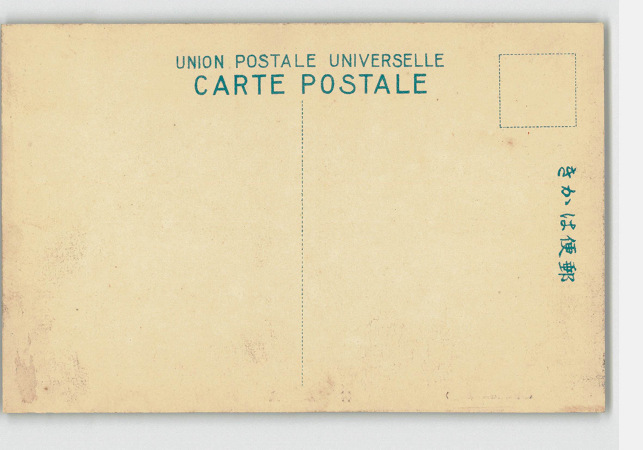 UNION POSTALE UNIVERSELLE
CARTE POSTALE
郵便はかき